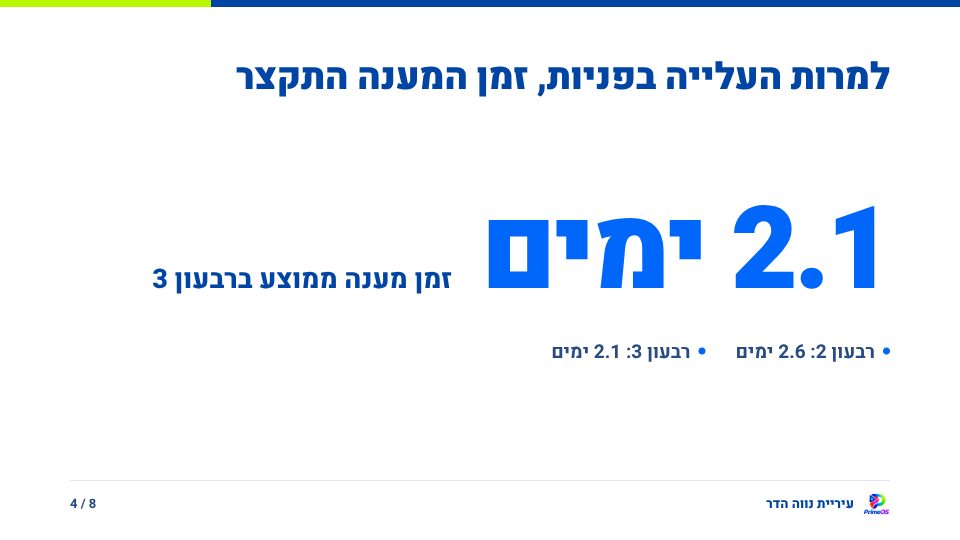 למרות העלייה בפניות, זמן המענה התקצר
2.1 ימים
זמן מענה ממוצע ברבעון 3
• רבעון 2: 2.6 ימים
• רבעון 3: 2.1 ימים
PrimeOS
עיריית נווה הדר
4 / 8